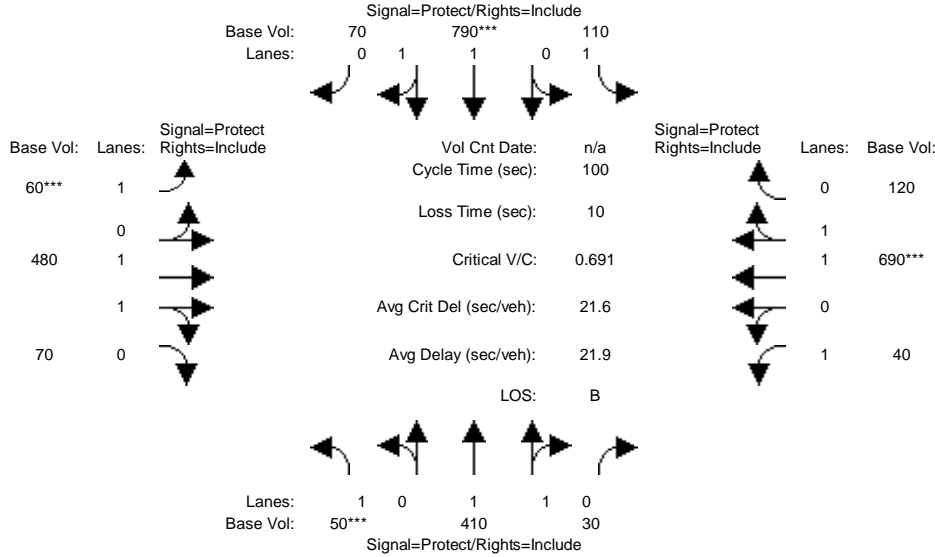 Signal=Protect/Rights=Include
Base Vol: 70 790*** 110
Lanes: 0 1 1 0 1
Signal=Protect Signal=Protect
Base Vol: Lanes: Rights=Include Vol Cnt Date: n/a Rights=Include Lanes: Base Vol:
Cycle Time (sec): 100
60*** 1 0 120
Loss Time (sec): 10
0 1
480 1 Critical V/C: 0.691 1 690***
1 Avg Crit Del (sec/veh): 21.6 0
70 0 Avg Delay (sec/veh): 21.9 1 40
LOS: B
Lanes: 1 0 1 1 0
Base Vol: 50*** 410 30
Signal=Protect/Rights=Include